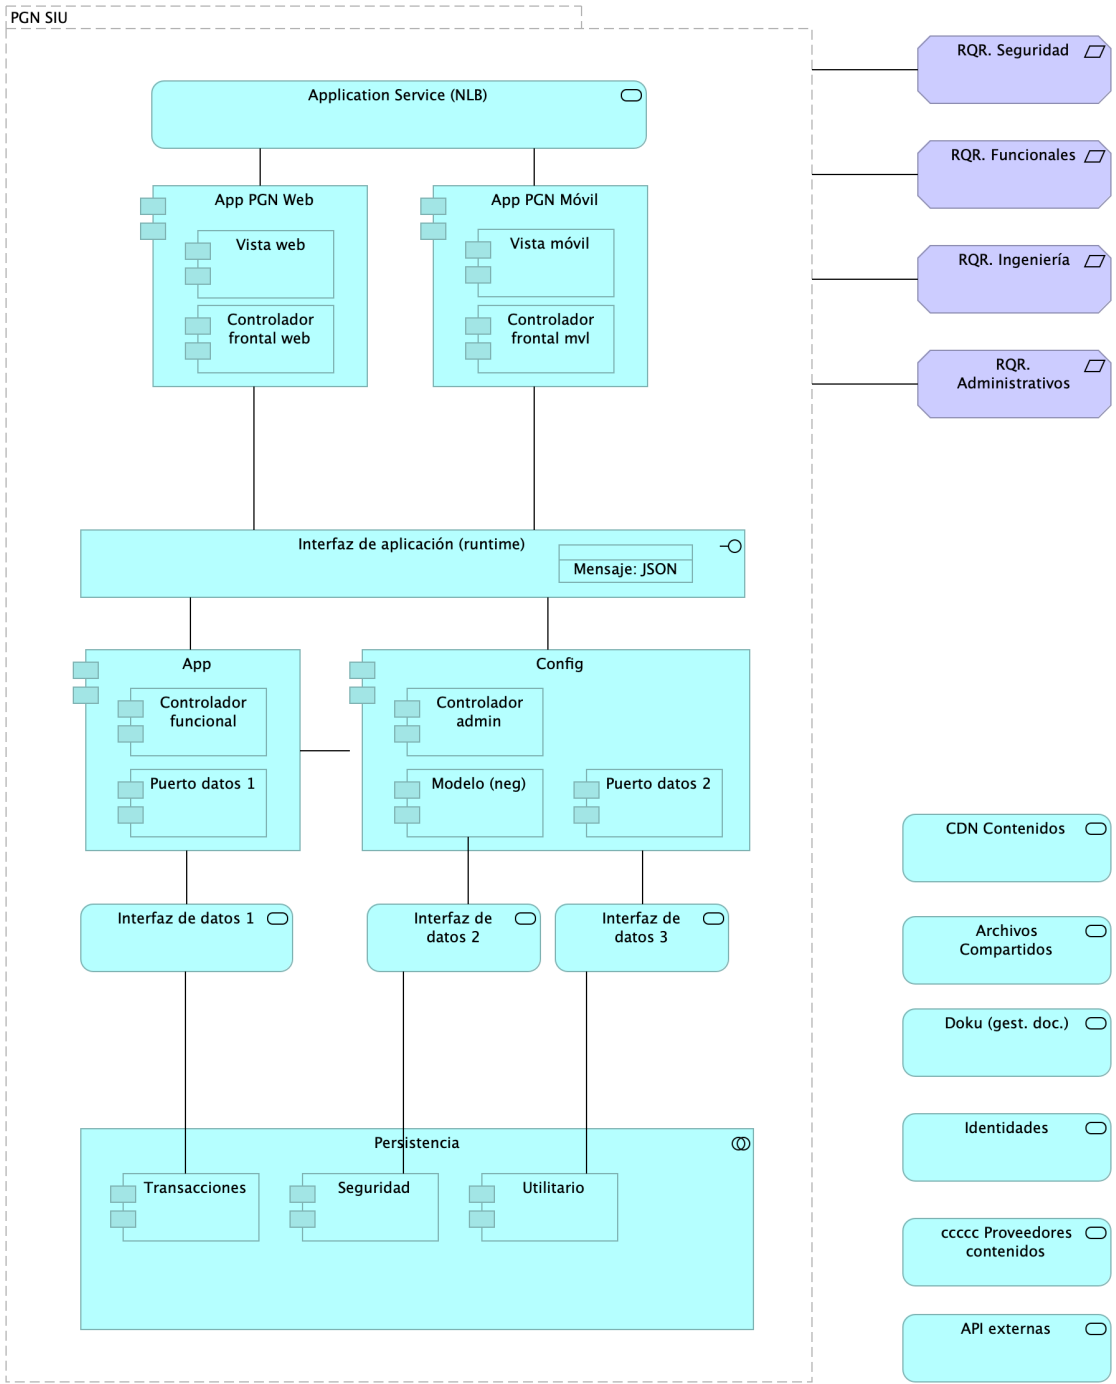 PGN SIU
Application Service (NLB)
App PGN Web
Vista web
Controlador
frontal web
App PGN Móvil
Vista móvil
Controlador
frontal mvl
Interfaz de aplicación (runtime)
Mensaje: JSON
App
Controlador
funcional
Puerto datos 1
Config
Controlador
admin
Modelo (neg)
Puerto datos 2
Interfaz de datos 1
Interfaz de
datos 2
Interfaz de
datos 3
Persistencia
Transacciones
Seguridad
Utilitario
RQR. Seguridad
RQR. Funcionales
RQR. Ingeniería
RQR.
Administrativos
CDN Contenidos
Archivos
Compartidos
Doku (gest. doc.)
Identidades
ccccc Proveedores
contenidos
API externas